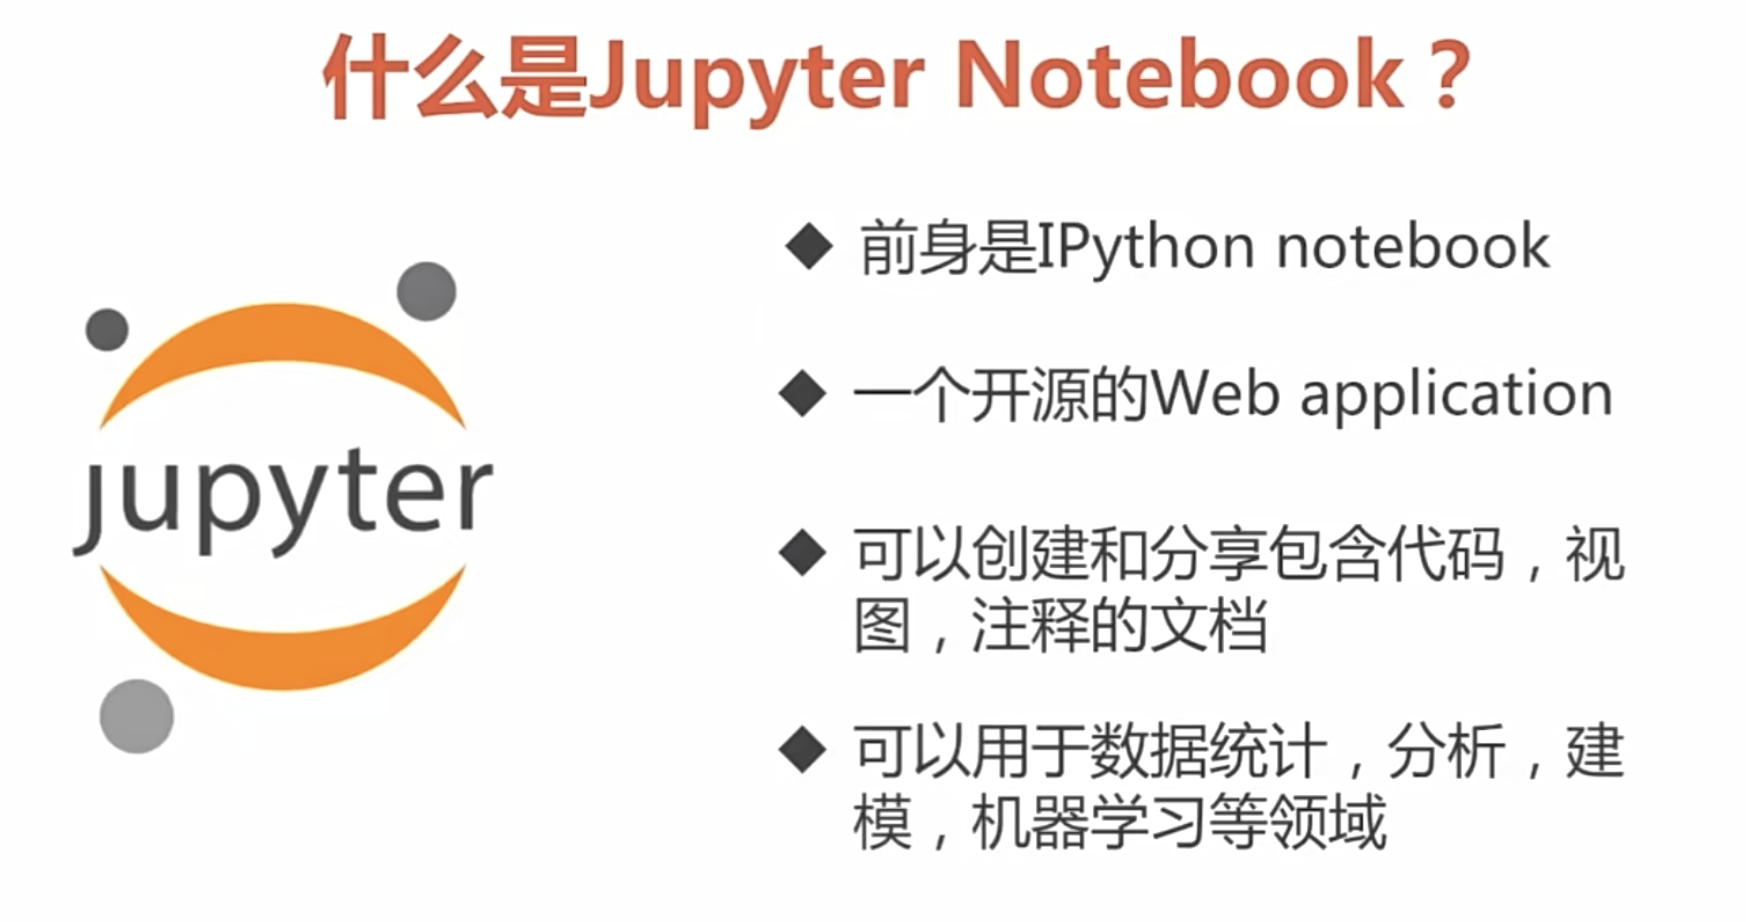 什么是Jupyter Notebook？
jupyter
◆ 前身是IPython notebook
◆ 一个开源的Web application
◆ 可以创建和分享包含代码，视
图，注释的文档
◆ 可以用于数据统计，分析，建
模，机器学习等领域